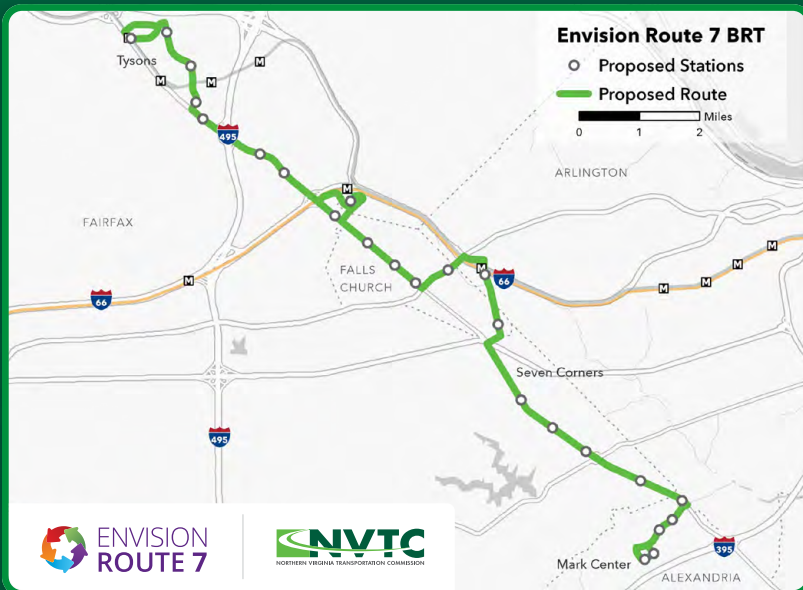 Envision Route 7 BRT
Proposed Stations
Proposed Route
Miles
0 1 2
Tysons
M
M
M
M
495
ARLINGTON
M
FAIRFAX
FALLS
CHURCH
M
66
M
M
M
M
M
66
Seven Corners
495
ENVISION
ROUTE 7
NVTC
NORTHERN VIRGINIA TRANSPORTATION COMMISSION
395
Mark Center
ALEXANDRIA